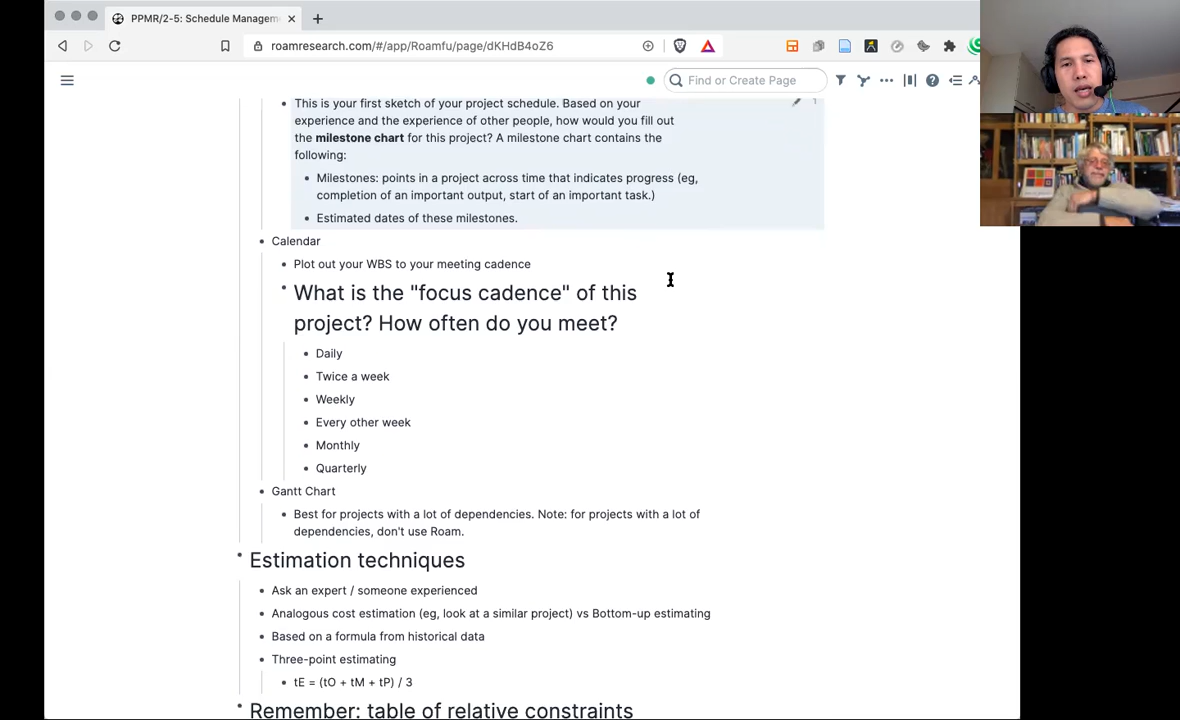 PPMR/2-5: Schedule Managem
roamresearch.com/#/app/Roamfu/page/dKHdB4oZ6
Find or Create Page
This is your first sketch of your project schedule. Based on your
experience and the experience of other people, how would you fill out
the milestone chart for this project? A milestone chart contains the
following:
1
Milestones: points in a project across time that indicates progress (eg,
completion of an important output, start of an important task.)
Estimated dates of these milestones.
Calendar
Plot out your WBS to your meeting cadence
What is the "focus cadence" of this
project? How often do you meet?
Daily
Twice a week
Weekly
Every other week
Monthly
Quarterly
Gantt Chart
Best for projects with a lot of dependencies. Note: for projects with a lot of
dependencies, don't use Roam.
Estimation techniques
Ask an expert / someone experienced
Analogous cost estimation (eg, look at a similar project) vs Bottom-up estimating
Based on a formula from historical data
Three-point estimating
tE = (tO + tM + tP) / 3
Remember: table of relative constraints